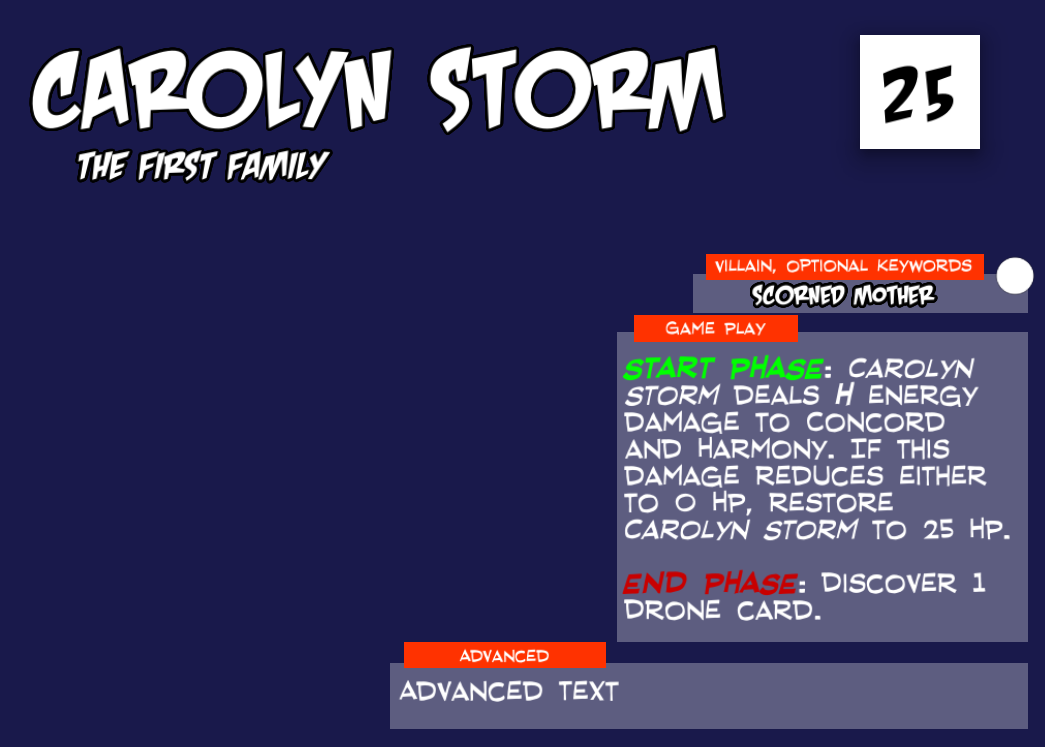 CAROLYN STORM
25
THE FIRST FAMILY
VILLAIN, OPTIONAL KEYWORDS
SCORNED MOTHER
GAME PLAY
START PHASE: CAROLYN
STORM DEALS H ENERGY
DAMAGE TO CONCORD
AND HARMONY. IF THIS
DAMAGE REDUCES EITHER
TO 0 HP, RESTORE
CAROLYN STORM TO 25 HP.
END PHASE: DISCOVER 1
DRONE CARD.
ADVANCED
ADVANCED TEXT